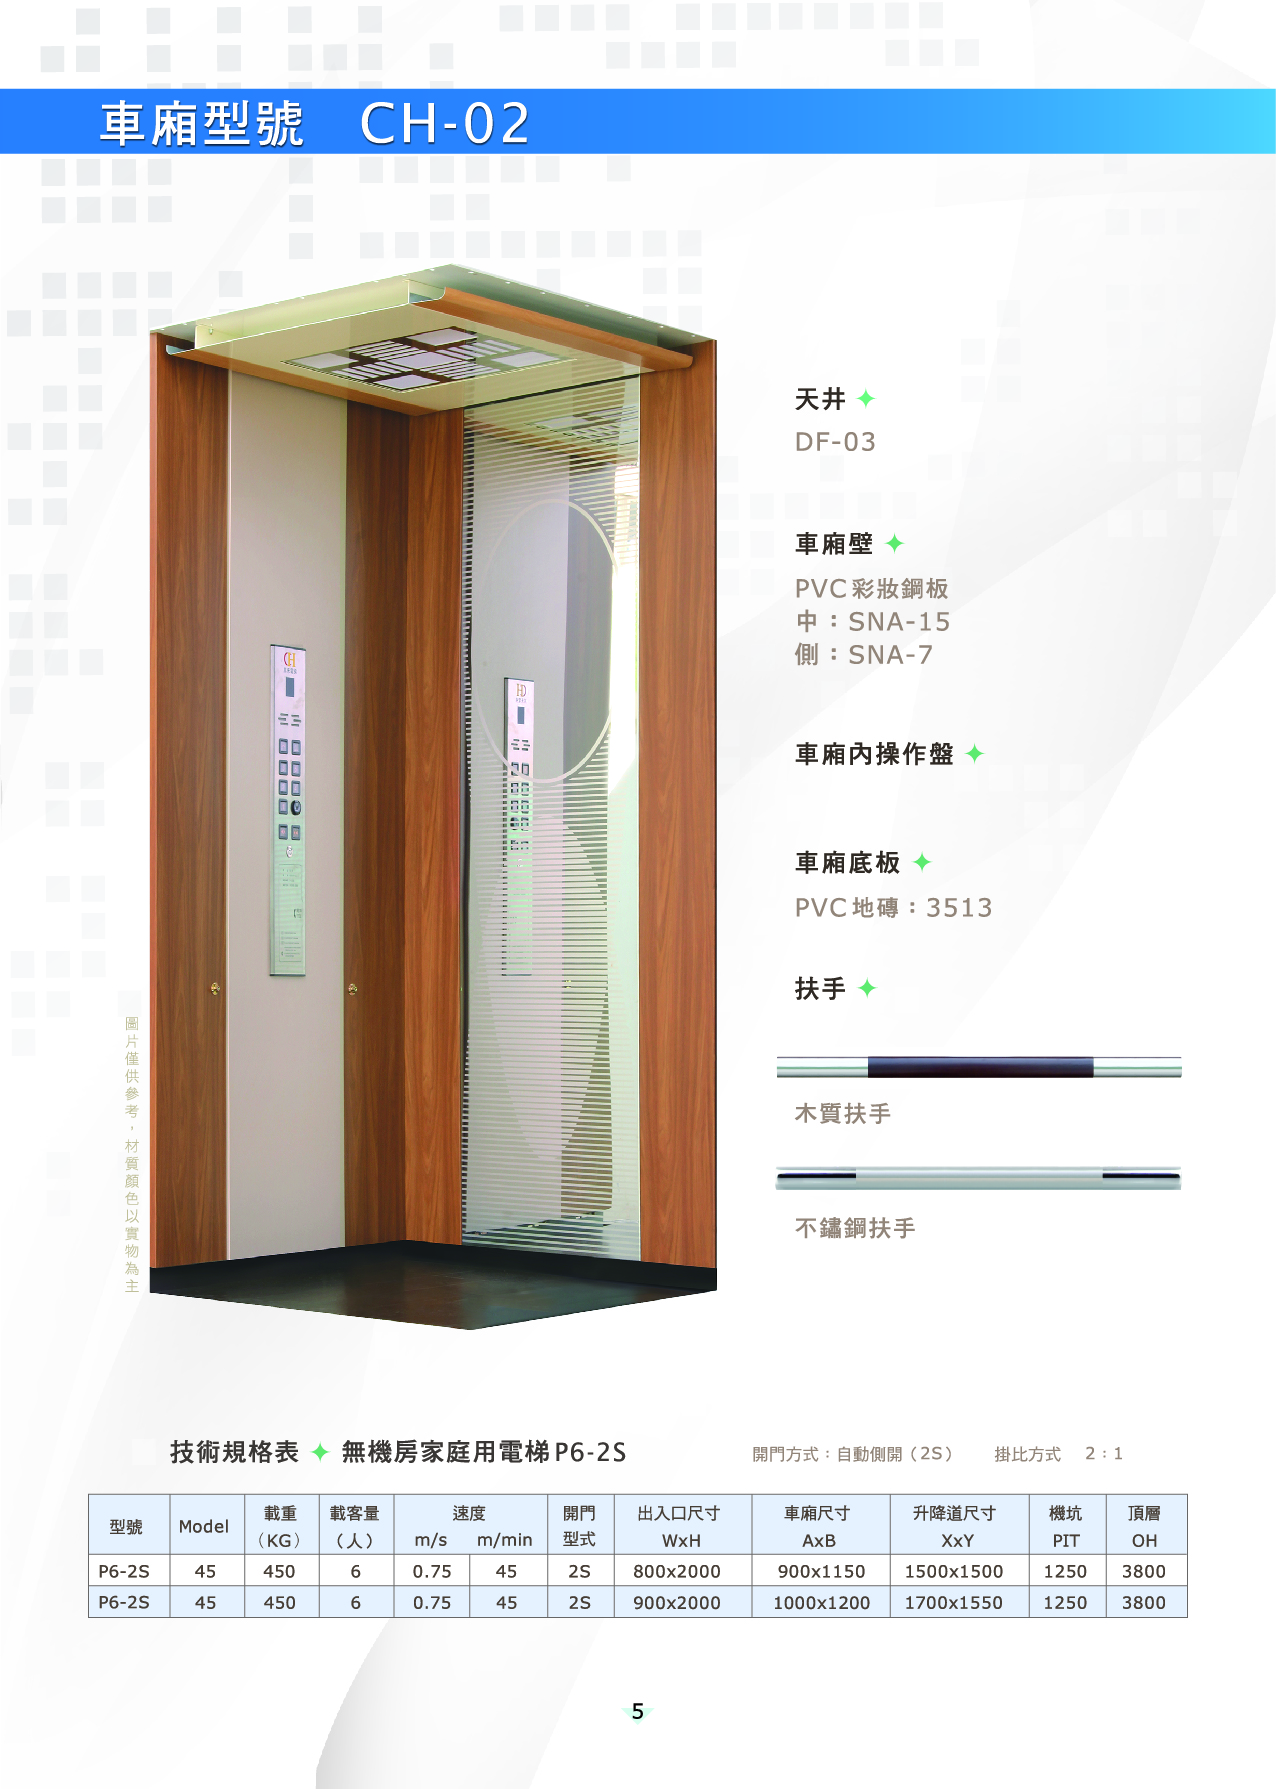 車廂型號 CH-02
天井
DF-03
車廂壁
PVC彩妝鋼板
中：SNA-15
側：SNA-7
車廂內操作盤
車廂底板
PVC地磚：3513
扶手
木質扶手
不鏽鋼扶手
圖片僅供參考，材質顏色以實物為主
CH
HD
技術規格表 無機房家庭用電梯P6-2S 開門方式：自動側開（2S） 掛比方式 2：1
型號 Model 載重（KG） 載客量（人） 速度 m/s m/min 開門型式 出入口尺寸 WxH 車廂尺寸 AxB 升降道尺寸 XxY 機坑 PIT 頂層 OH
P6-2S 45 450 6 0.75 45 2S 800x2000 900x1150 1500x1500 1250 3800
P6-2S 45 450 6 0.75 45 2S 900x2000 1000x1200 1700x1550 1250 3800
5